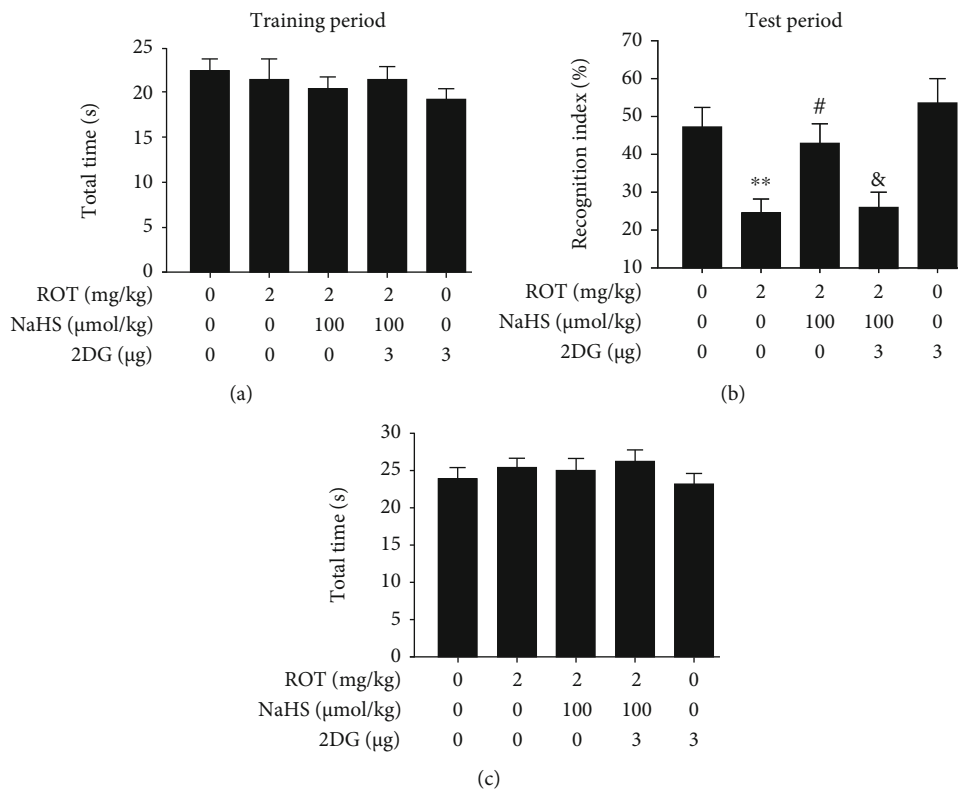 Training period
Total time (s)
25
20
15
10
5
0
ROT (mg/kg) 0 2 2 2 0
NaHS (μmol/kg) 0 0 100 100 0
2DG (μg) 0 0 0 3 3
(a)
Test period
Recognition index (%)
70
60
50
40
30
20
10
**
#
&
ROT (mg/kg) 0 2 2 2 0
NaHS (μmol/kg) 0 0 100 100 0
2DG (μg) 0 0 0 3 3
(b)
Total time (s)
30
25
20
15
10
5
0
ROT (mg/kg) 0 2 2 2 0
NaHS (μmol/kg) 0 0 100 100 0
2DG (μg) 0 0 0 3 3
(c)